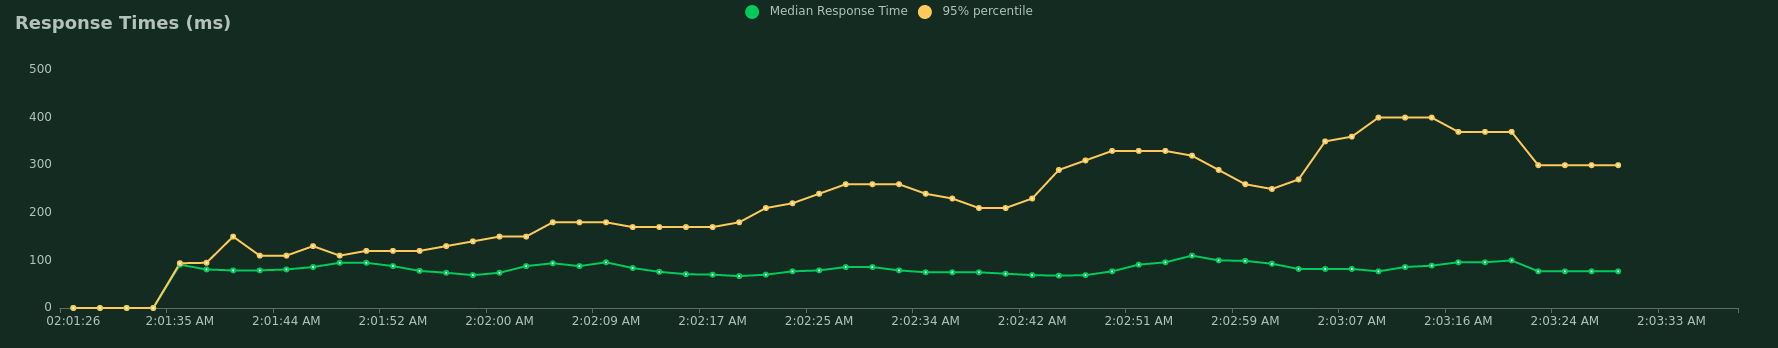 Response Times (ms)
Median Response Time 95% percentile
500
400
300
200
100
0
02:01:26 2:01:35 AM 2:01:44 AM 2:01:52 AM 2:02:00 AM 2:02:09 AM 2:02:17 AM 2:02:25 AM 2:02:34 AM 2:02:42 AM 2:02:51 AM 2:02:59 AM 2:03:07 AM 2:03:16 AM 2:03:24 AM 2:03:33 AM